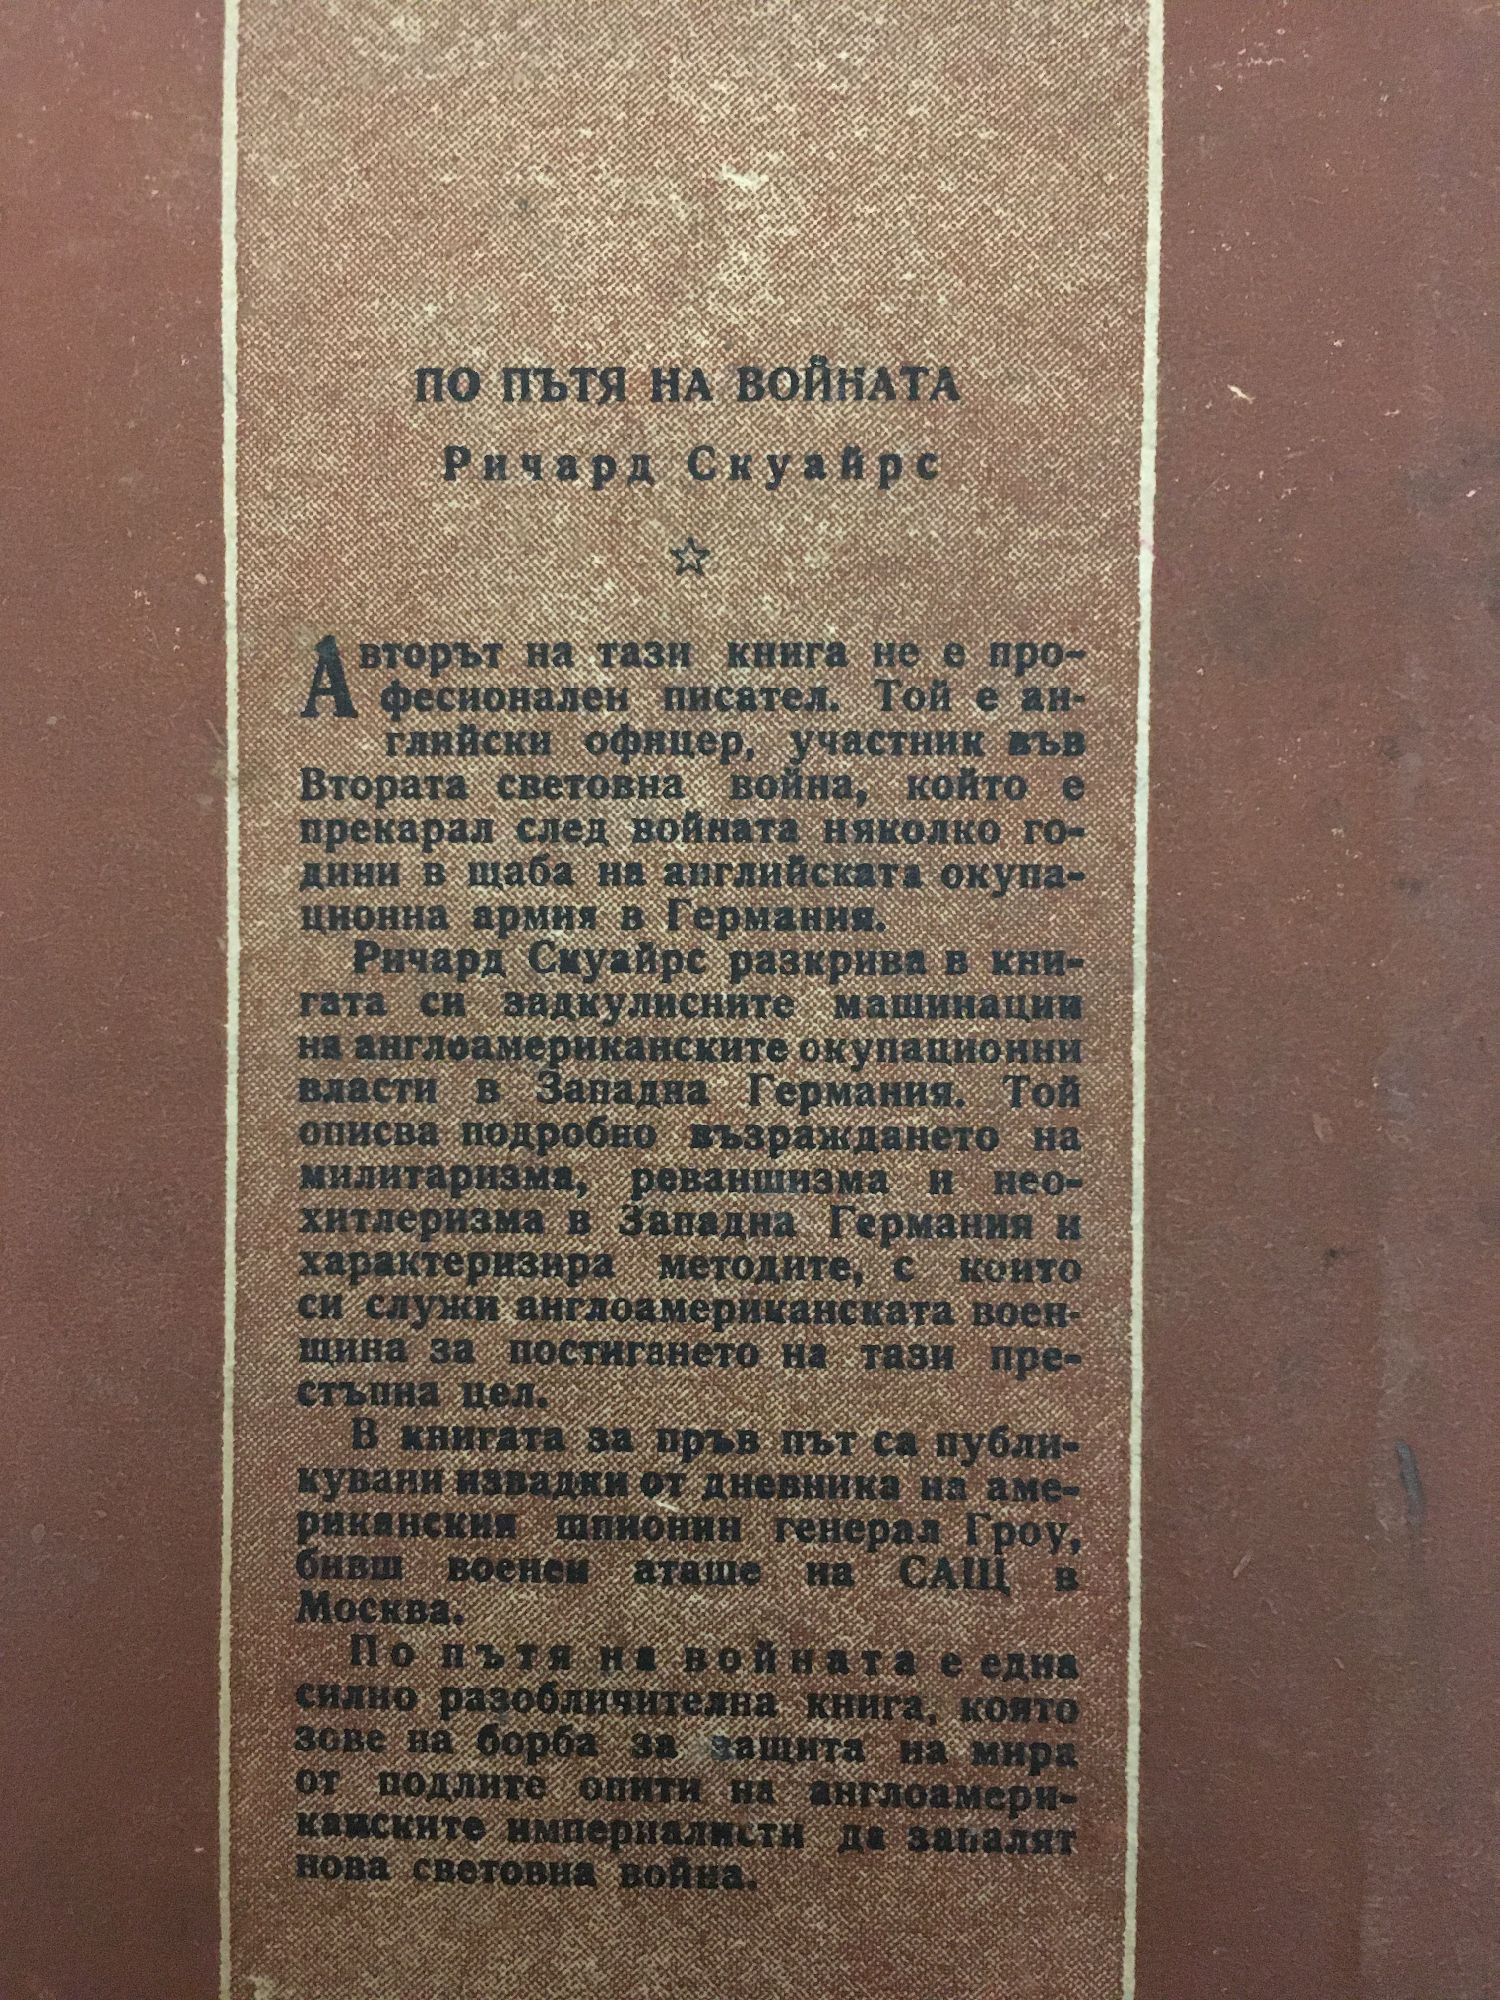 ПО ПЪТЯ НА ВОЙНАТА
Ричард Скуайрс
Авторът на тази книга не е про-
фесионален писател. Той е ан-
глийски офицер, участник във
Втората световна война, който е
прекарал след войната няколко го-
дини в щаба на английската окупа-
ционна армия в Германия.
Ричард Скуайрс разкрива в кни-
гата си задкулисните машинации
на англоамериканските окупационни
власти в Западна Германия. Той
описва подробно възраждането на
милитаризма, реваншизма и нео-
хитлеризма в Западна Германия и
характеризира методите, с които
си служи англоамериканската воен-
щина за постигането на тази пре-
стъпна цел.
В книгата за пръв път са публи-
кувани извадки от дневника на аме-
риканския шпионин генерал Гроу,
бивш военен аташе на САЩ в
Москва.
По пътя на войната е една
силно разобличителна книга, която
зове на борба за защита на мира
от подлите опити на англоамери-
канските империалисти да запалят
нова световна война.